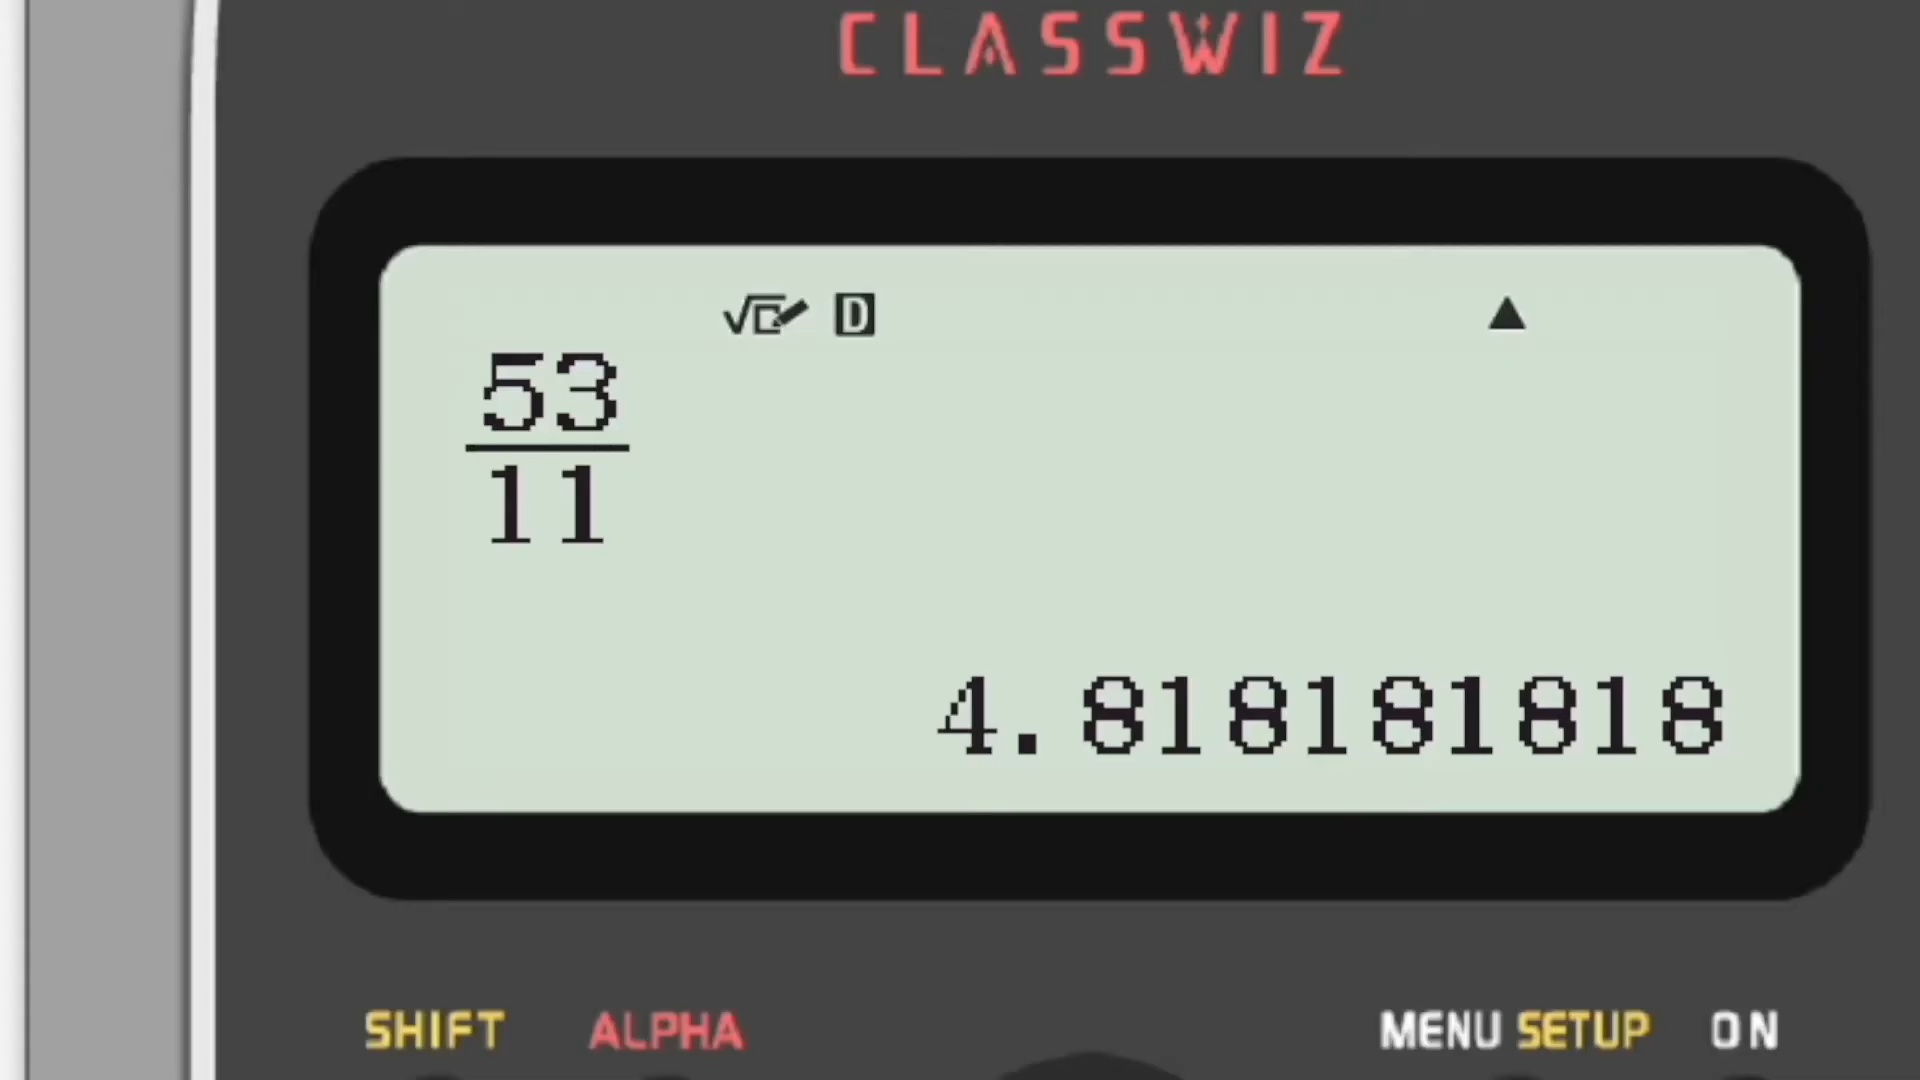 CLASSWIZ
√ D ▲
53
11
4.818181818
SHIFT ALPHA MENU SETUP ON